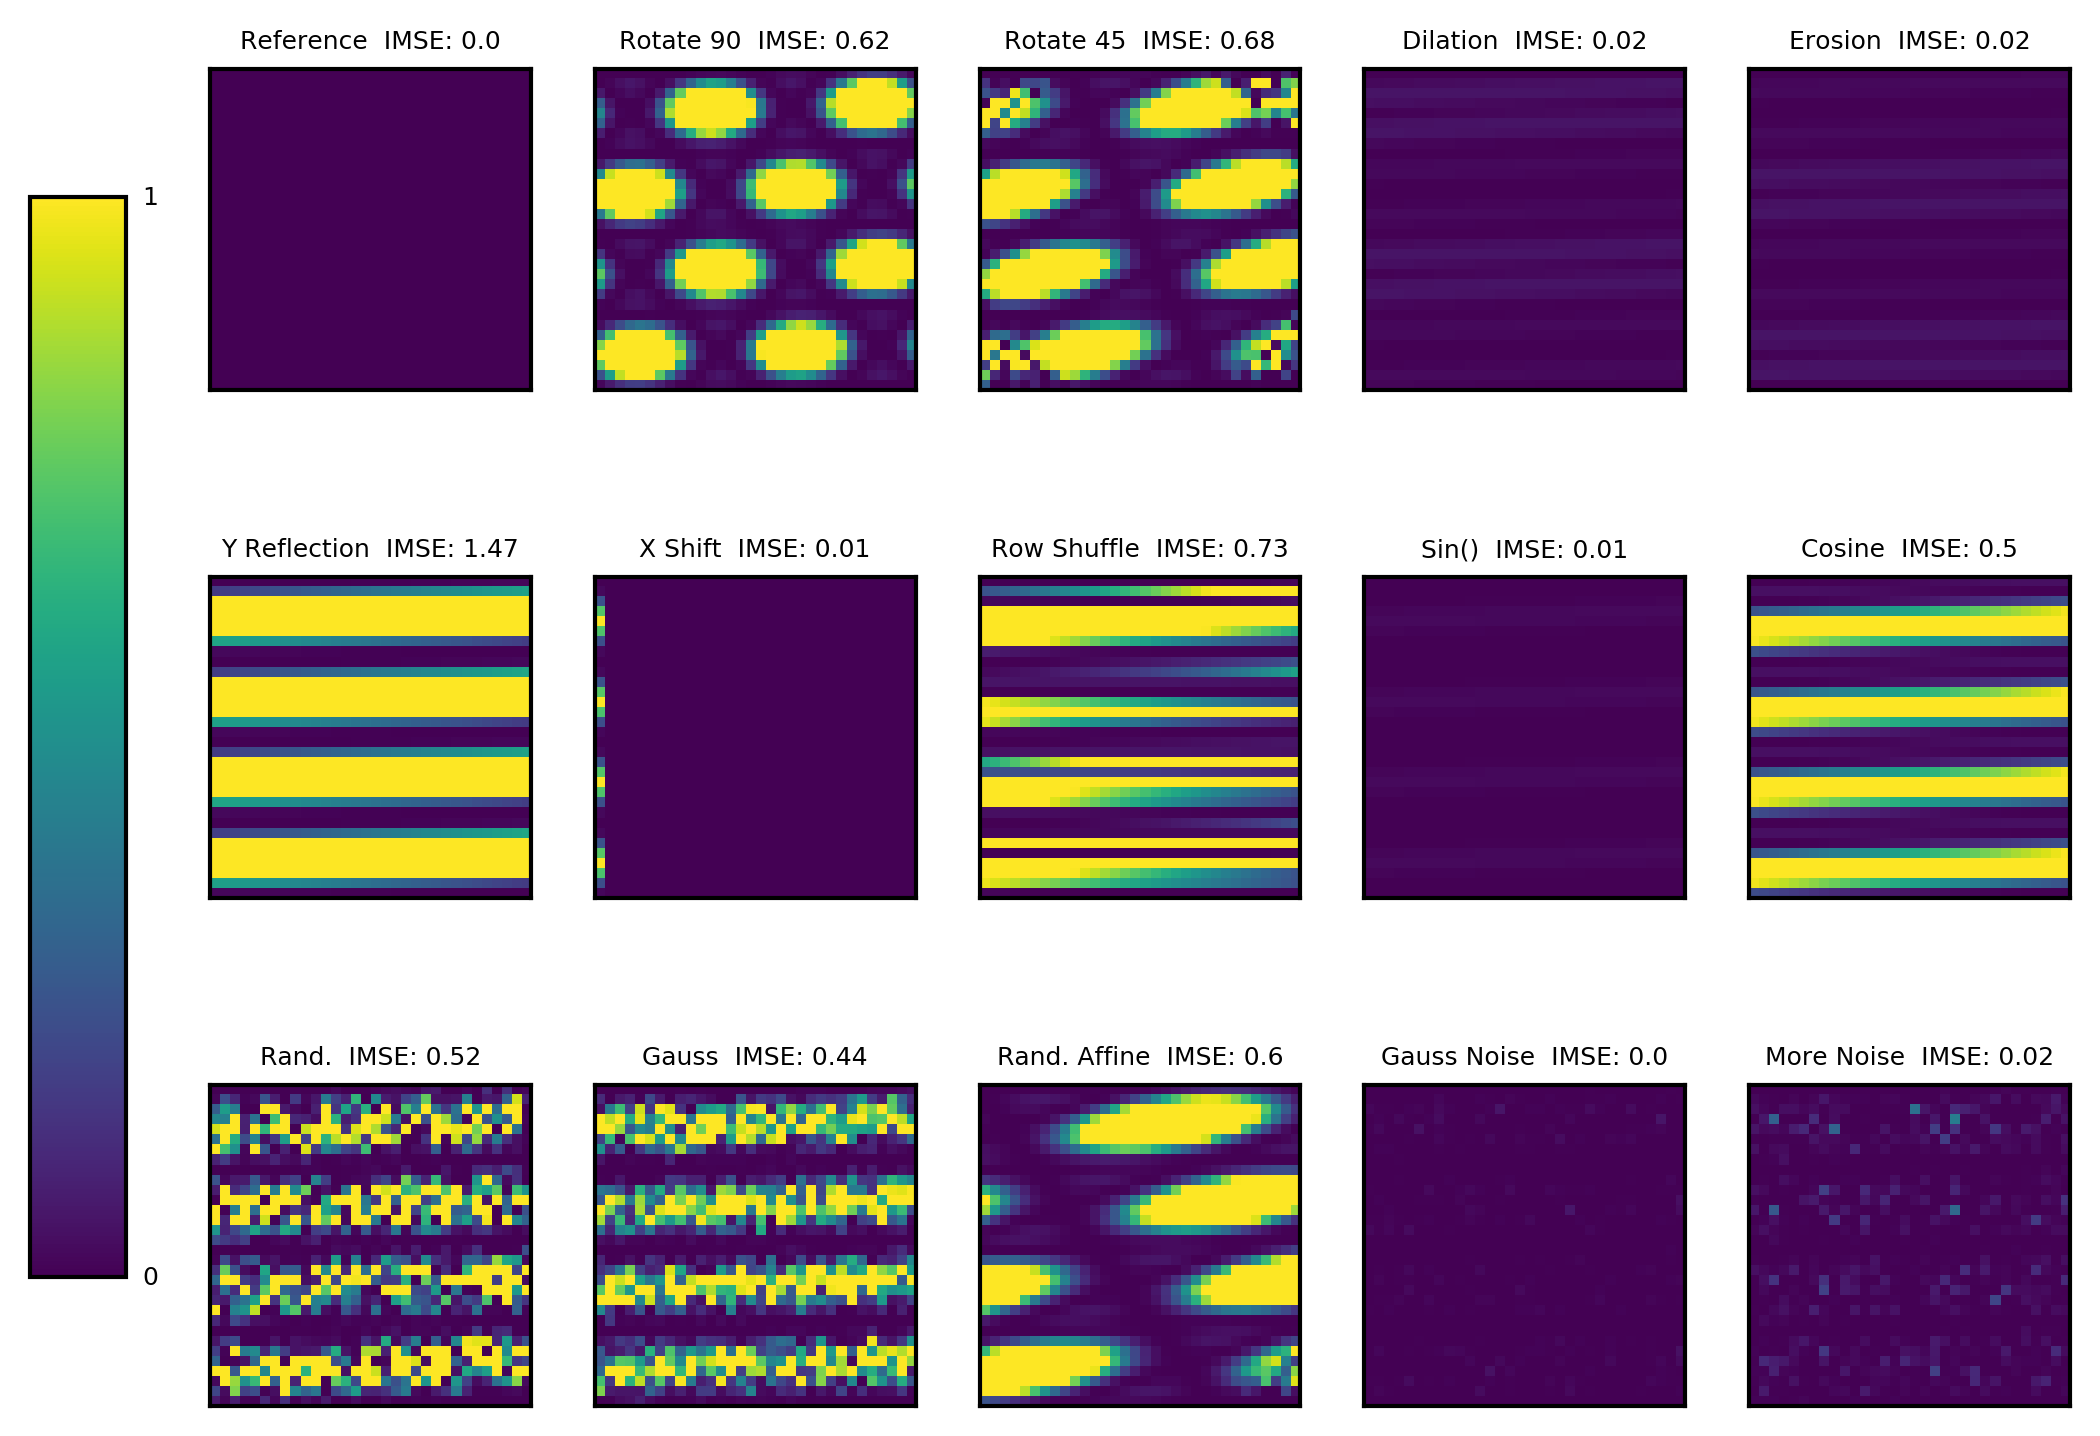 Reference  IMSE: 0.0
Rotate 90  IMSE: 0.62
Rotate 45  IMSE: 0.68
Dilation  IMSE: 0.02
Erosion  IMSE: 0.02
1
Y Reflection  IMSE: 1.47
X Shift  IMSE: 0.01
Row Shuffle  IMSE: 0.73
Sin()  IMSE: 0.01
Cosine  IMSE: 0.5
Rand.  IMSE: 0.52
Gauss  IMSE: 0.44
Rand. Affine  IMSE: 0.6
Gauss Noise  IMSE: 0.0
More Noise  IMSE: 0.02
0